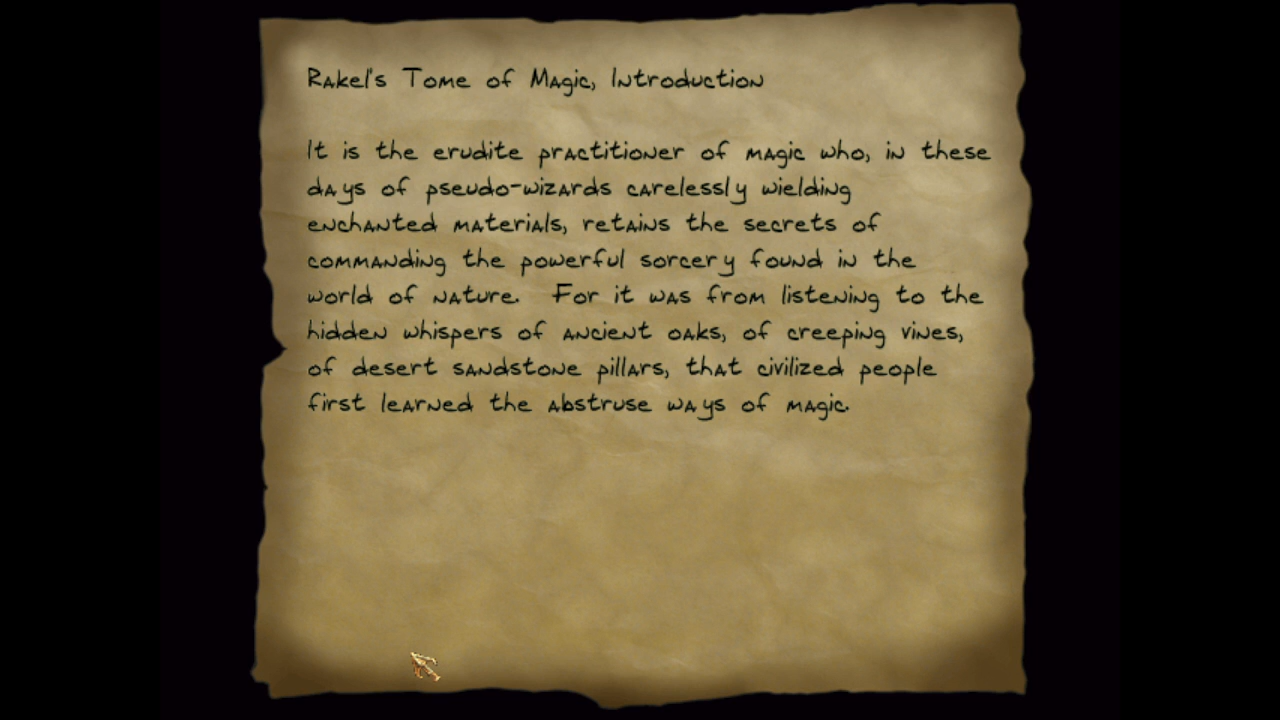 Rakel's Tome of Magic, Introduction
It is the erudite practitioner of magic who, in these
days of pseudo-wizards carelessly wielding
enchanted materials, retains the secrets of
commanding the powerful sorcery found in the
world of nature.  For it was from listening to the
hidden whispers of ancient oaks, of creeping vines,
of desert sandstone pillars, that civilized people
first learned the abstruse ways of magic.